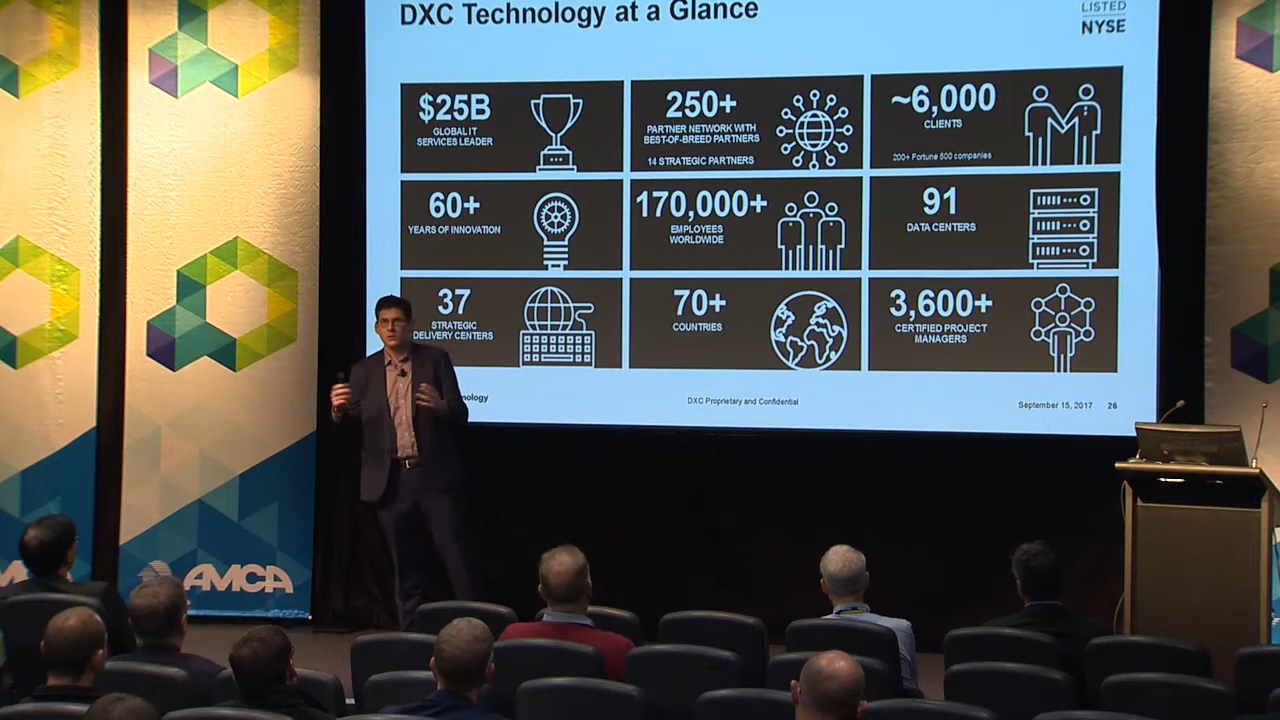 DXC Technology at a Glance
LISTED
NYSE
$25B
GLOBAL IT
SERVICES LEADER
250+
PARTNER NETWORK WITH
BEST-OF-BREED PARTNERS
14 STRATEGIC PARTNERS
~6,000
CLIENTS
200+ Fortune 500 companies
60+
YEARS OF INNOVATION
170,000+
EMPLOYEES
WORLDWIDE
91
DATA CENTERS
37
STRATEGIC
DELIVERY CENTERS
70+
COUNTRIES
3,600+
CERTIFIED PROJECT
MANAGERS
nology
DXC Proprietary and Confidential
September 15, 2017 26
AMCA